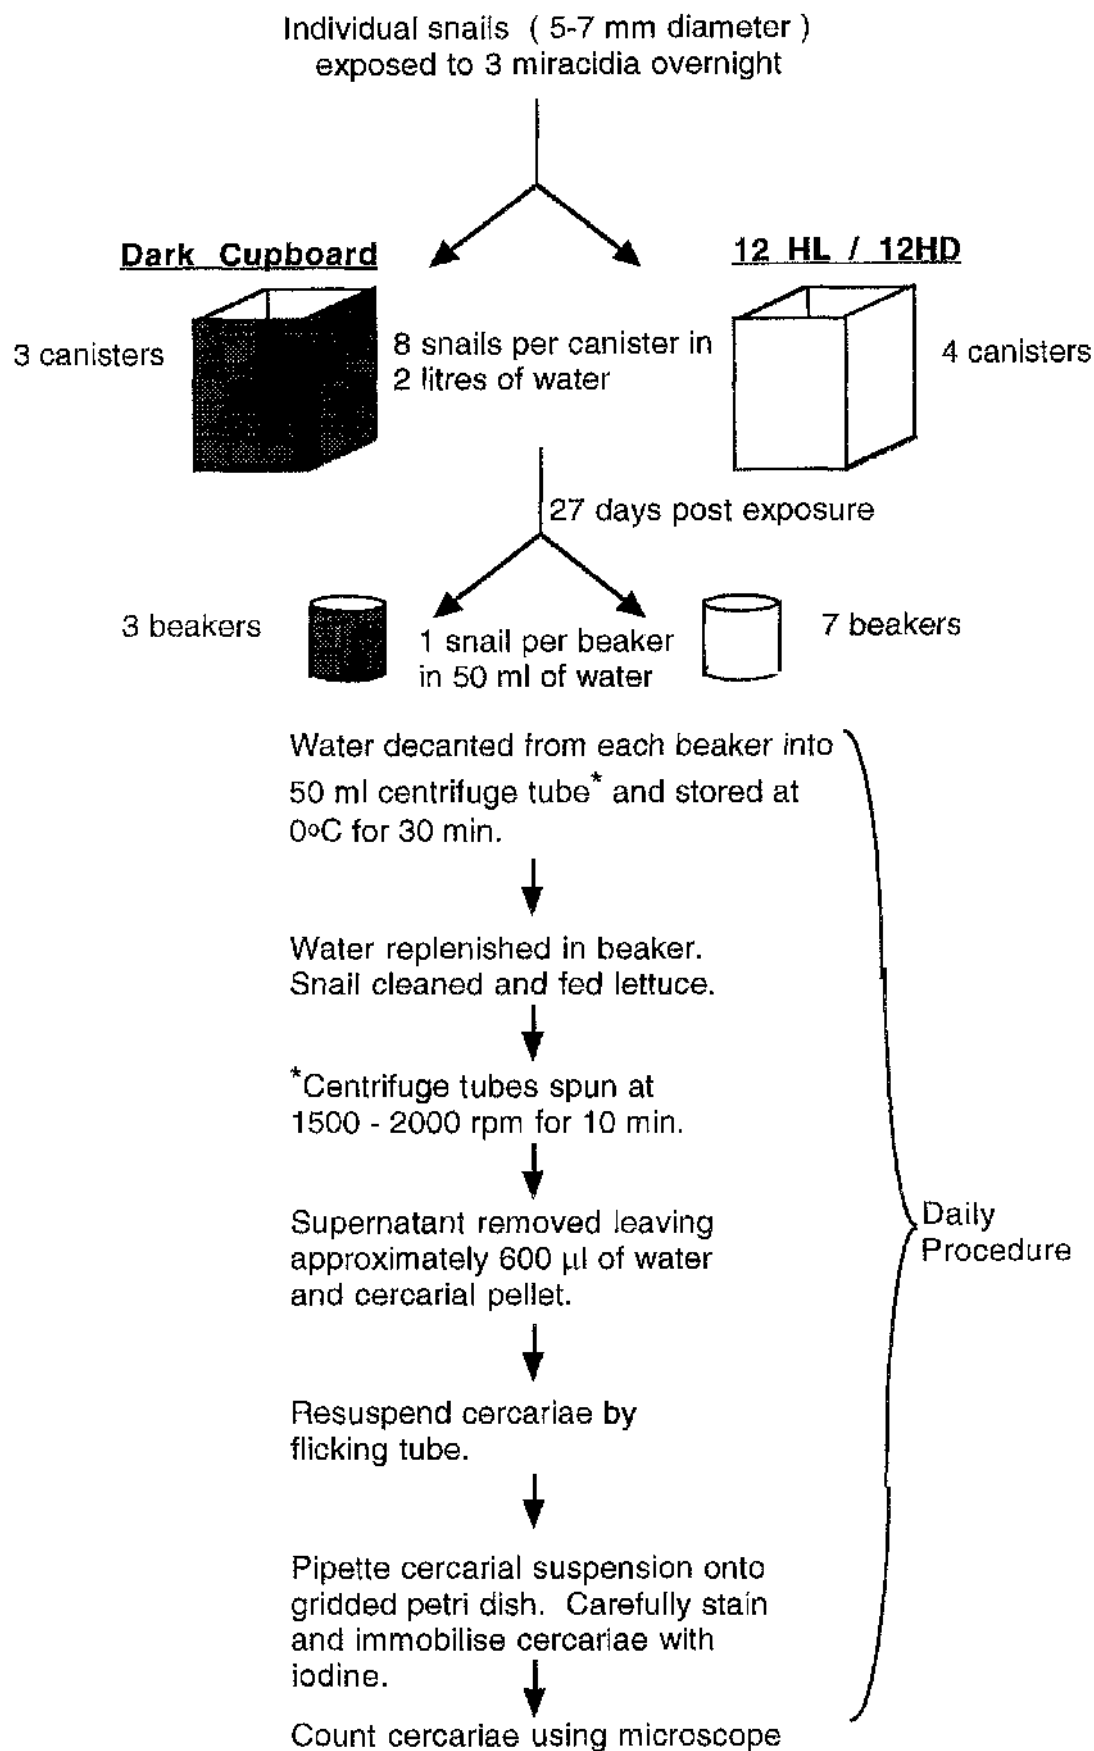 Individual snails ( 5-7 mm diameter )
exposed to 3 miracidia overnight
Dark Cupboard
12 HL / 12HD
3 canisters
8 snails per canister in
2 litres of water
4 canisters
27 days post exposure
3 beakers
1 snail per beaker
in 50 ml of water
7 beakers
Water decanted from each beaker into
50 ml centrifuge tube* and stored at
0oC for 30 min.
Water replenished in beaker.
Snail cleaned and fed lettuce.
*Centrifuge tubes spun at
1500 - 2000 rpm for 10 min.
Supernatant removed leaving
approximately 600 µl of water
and cercarial pellet.
Daily
Procedure
Resuspend cercariae by
flicking tube.
Pipette cercarial suspension onto
gridded petri dish. Carefully stain
and immobilise cercariae with
iodine.
Count cercariae using microscope